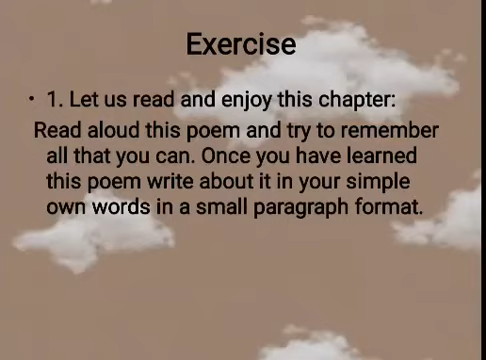 Exercise
• 1. Let us read and enjoy this chapter:
Read aloud this poem and try to remember
all that you can. Once you have learned
this poem write about it in your simple
own words in a small paragraph format.